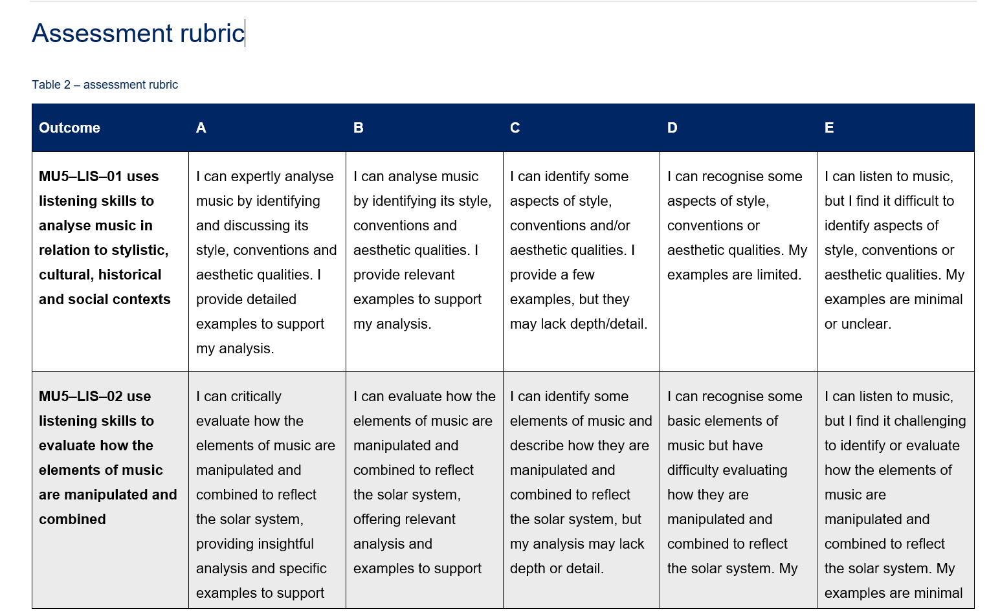 Assessment rubric
Table 2 – assessment rubric
Outcome
A
B
C
D
E
MU5–LIS–01 uses
listening skills to
analyse music in
relation to stylistic,
cultural, historical
and social contexts
I can expertly analyse
music by identifying
and discussing its
style, conventions and
aesthetic qualities. I
provide detailed
examples to support
my analysis.
I can analyse music
by identifying its style,
conventions and
aesthetic qualities. I
provide relevant
examples to support
my analysis.
I can identify some
aspects of style,
conventions and/or
aesthetic qualities. I
provide a few
examples, but they
may lack depth/detail.
I can recognise some
aspects of style,
conventions or
aesthetic qualities. My
examples are limited.
I can listen to music,
but I find it difficult to
identify aspects of
style, conventions or
aesthetic qualities. My
examples are minimal
or unclear.
MU5–LIS–02 use
listening skills to
evaluate how the
elements of music
are manipulated and
combined
I can critically
evaluate how the
elements of music are
manipulated and
combined to reflect
the solar system,
providing insightful
analysis and specific
examples to support
I can evaluate how the
elements of music are
manipulated and
combined to reflect
the solar system,
offering relevant
analysis and
examples to support
I can identify some
elements of music and
describe how they are
manipulated and
combined to reflect
the solar system, but
my analysis may lack
depth or detail.
I can recognise some
basic elements of
music but have
difficulty evaluating
how they are
manipulated and
combined to reflect
the solar system. My
I can listen to music,
but I find it challenging
to identify or evaluate
how the elements of
music are
manipulated and
combined to reflect
the solar system. My
examples are minimal